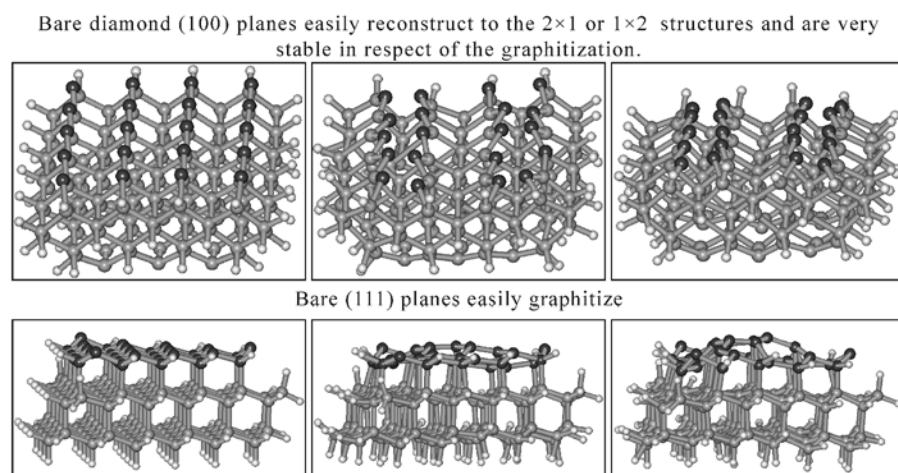 Bare diamond (100) planes easily reconstruct to the 2×1 or 1×2 structures and are very
stable in respect of the graphitization.
Bare (111) planes easily graphitize